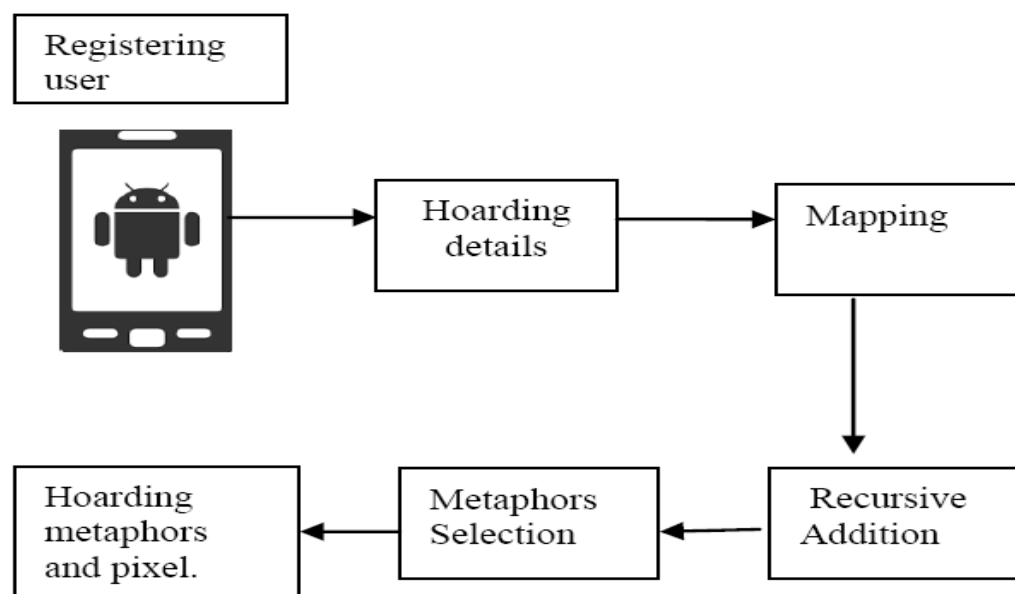 Registering
user
Hoarding
details
Mapping
Recursive
Addition
Metaphors
Selection
Hoarding
metaphors
and pixel.